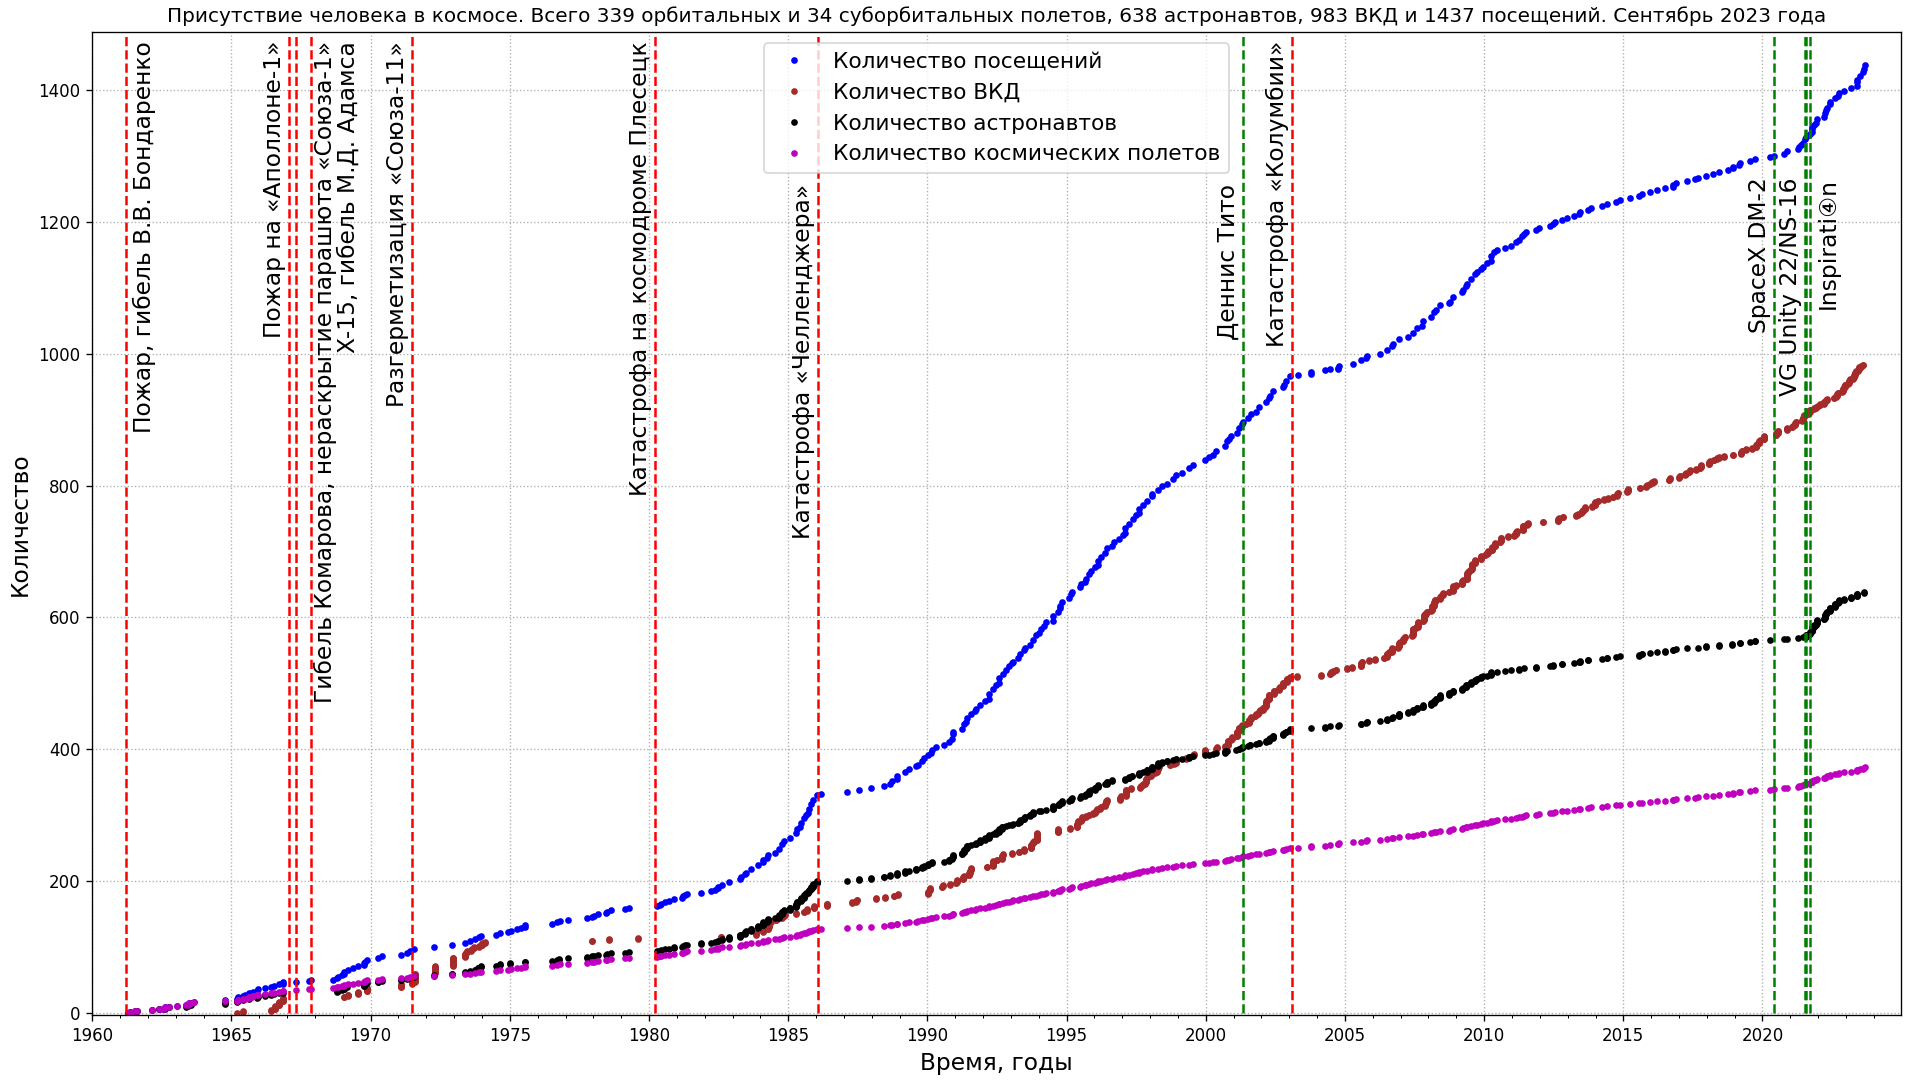 Присутствие человека в космосе. Всего 339 орбитальных и 34 суборбитальных полетов, 638 астронавтов, 983 ВКД и 1437 посещений. Сентябрь 2023 года
Количество посещений
Количество ВКД
Количество астронавтов
Количество космических полетов
Пожар, гибель В.В. Бондаренко
Пожар на «Аполлоне-1»
Гибель Комарова, нераскрытие парашюта «Союза-1»
X-15, гибель М.Д. Адамса
Разгерметизация «Союза-11»
Катастрофа на космодроме Плесецк
Катастрофа «Челленджера»
Деннис Тито
Катастрофа «Колумбии»
SpaceX DM-2
VG Unity 22/NS-16
Inspirati④n
Количество
1400
1200
1000
800
600
400
200
0
1960 1965 1970 1975 1980 1985 1990 1995 2000 2005 2010 2015 2020
Время, годы